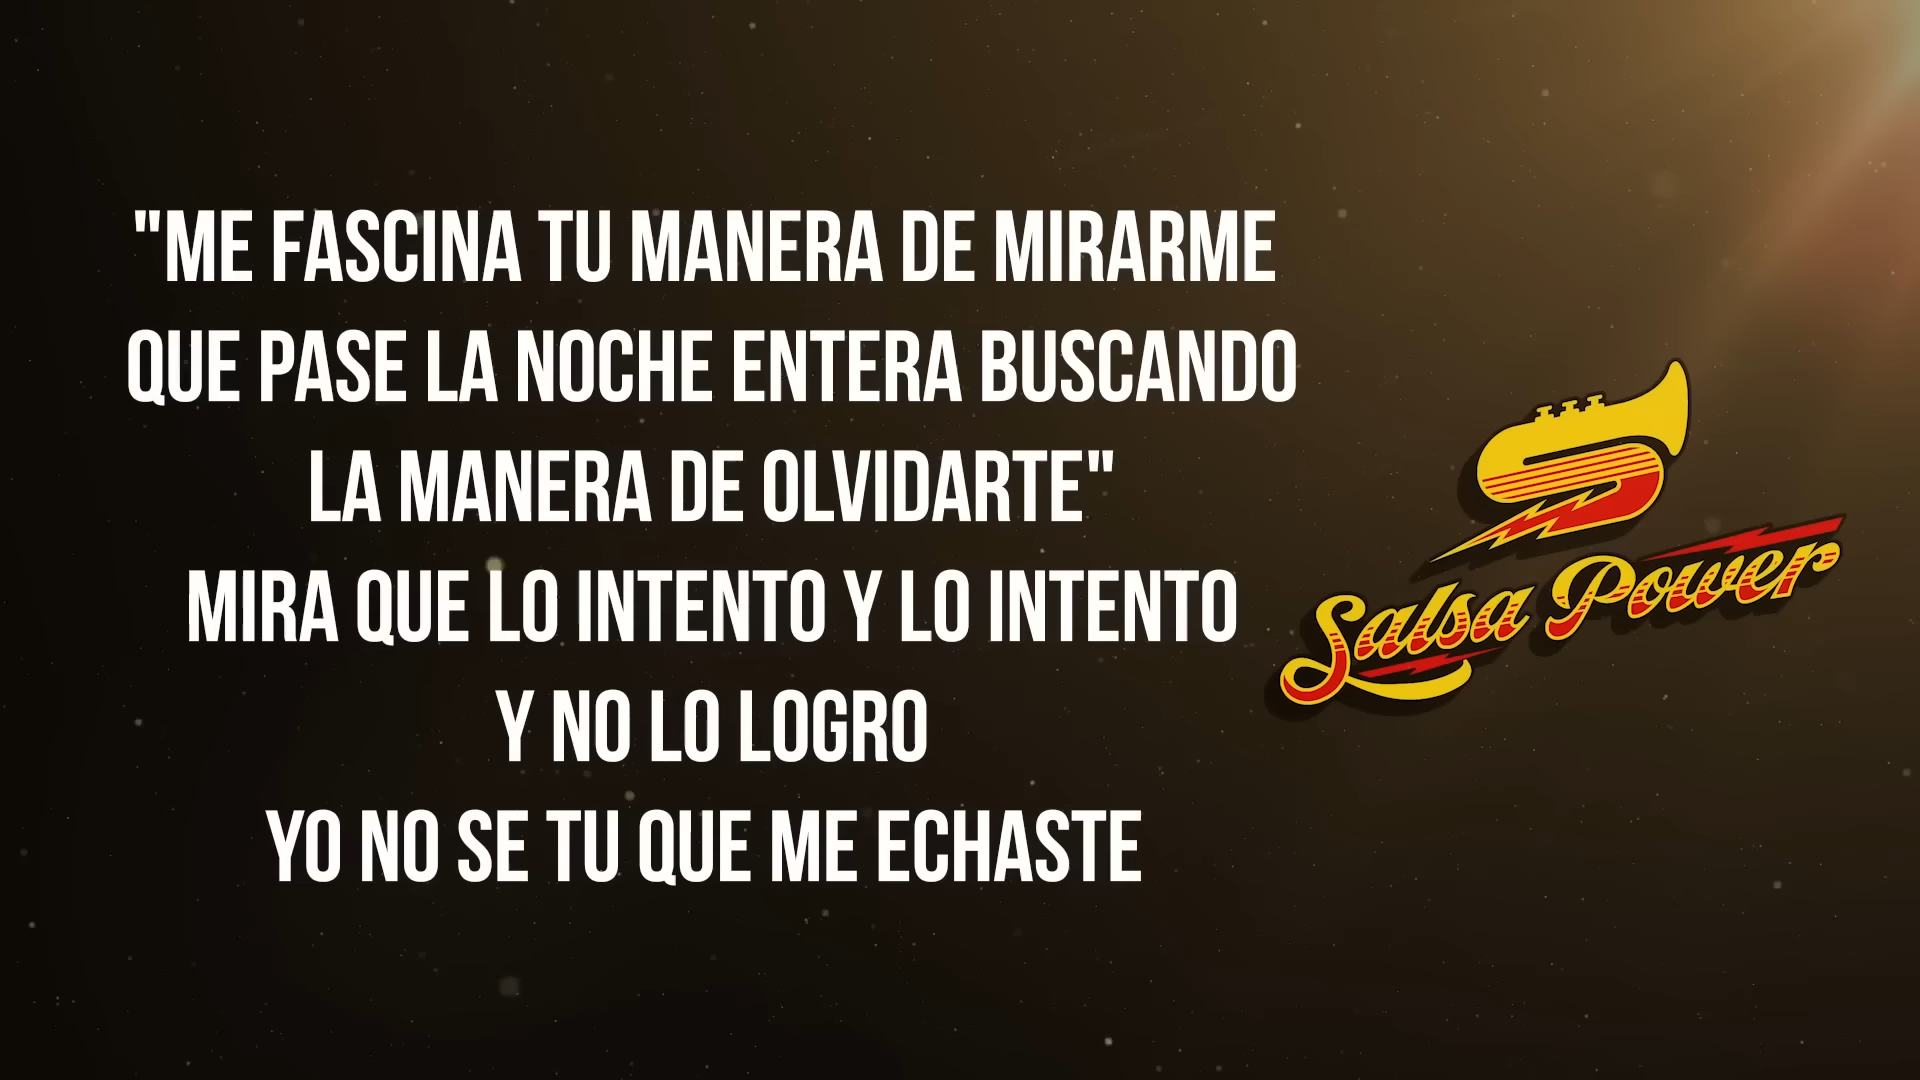 "ME FASCINA TU MANERA DE MIRARME
QUE PASE LA NOCHE ENTERA BUSCANDO
LA MANERA DE OLVIDARTE"
MIRA QUE LO INTENTO Y LO INTENTO
Y NO LO LOGRO
YO NO SE TU QUE ME ECHASTE
Salsa Power